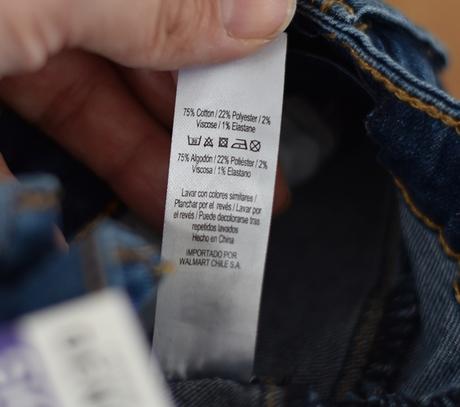 75% Cotton / 22% Polyester / 2%
Viscose / 1% Elastane
75% Algodón / 22% Poliéster / 2%
Viscosa / 1% Elastano
Lavar con colores similares /
Planchar por el revés / Lavar por
el revés / Puede decolorarse tras
repetidos lavados
Hecho en China
IMPORTADO POR
WALMART CHILE S.A.